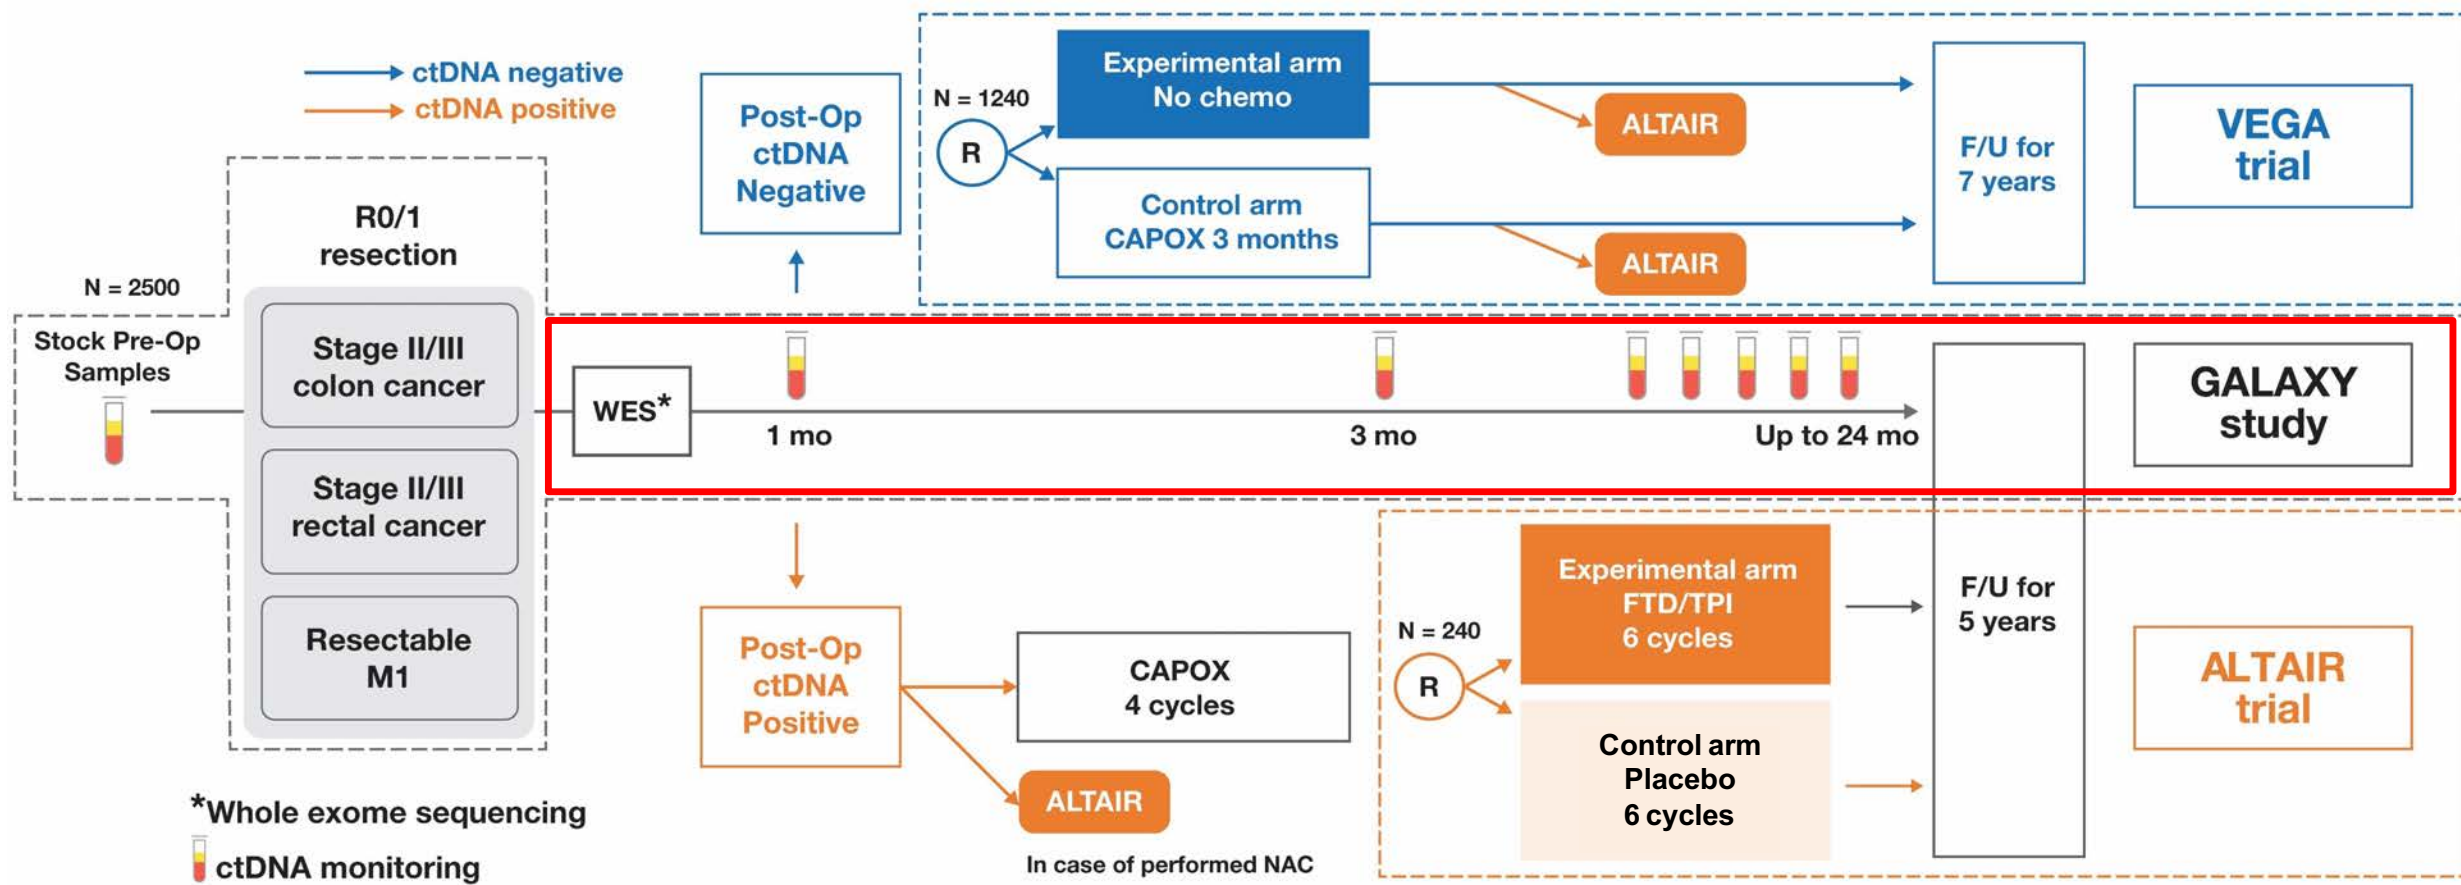 ctDNA negative
ctDNA positive
N = 2500
Stock Pre-Op
Samples
R0/1
resection
Stage II/III
colon cancer
Stage II/III
rectal cancer
Resectable
M1
*Whole exome sequencing
ctDNA monitoring
Post-Op
ctDNA
Negative
N = 1240
R
Experimental arm
No chemo
ALTAIR
Control arm
CAPOX 3 months
ALTAIR
F/U for
7 years
VEGA
trial
WES*
1 mo
3 mo
Up to 24 mo
GALAXY
study
Post-Op
ctDNA
Positive
CAPOX
4 cycles
ALTAIR
In case of performed NAC
N = 240
R
Experimental arm
FTD/TPI
6 cycles
Control arm
Placebo
6 cycles
F/U for
5 years
ALTAIR
trial